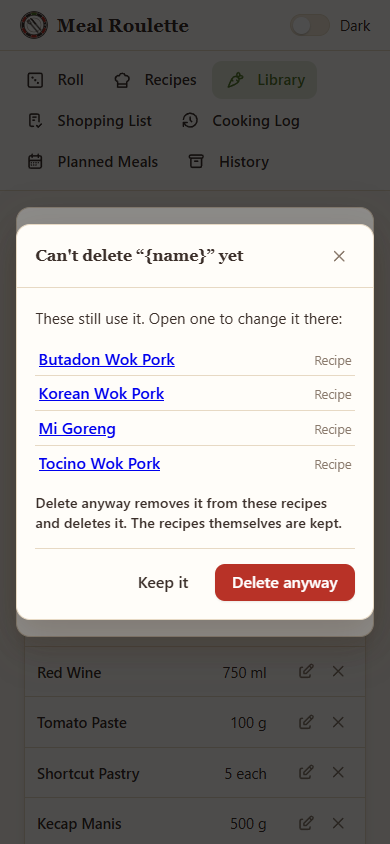 Meal Roulette
Dark
Roll
Recipes
Library
Shopping List
Cooking Log
Planned Meals
History
Can't delete “{name}” yet
These still use it. Open one to change it there:
Butadon Wok Pork Recipe
Korean Wok Pork Recipe
Mi Goreng Recipe
Tocino Wok Pork Recipe
Delete anyway removes it from these recipes
and deletes it. The recipes themselves are kept.
Keep it
Delete anyway
Red Wine 750 ml
Tomato Paste 100 g
Shortcut Pastry 5 each
Kecap Manis 500 g